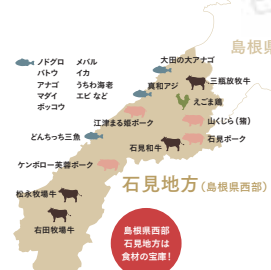 島根県
ノドグロ メバル
バトウ イカ
アナゴ うちわ海老
マダイ エビ など
ボッコウ
大田の大アナゴ
三瓶放牧牛
真和アジ
えごま鶏
江津まる姫ポーク
山くじら（猪）
どんちっち三魚
石見ポーク
石見和牛
ケンボロー芙蓉ポーク
石見地方（島根県西部）
松永牧場牛
右田牧場牛
島根県西部
石見地方は
食材の宝庫！